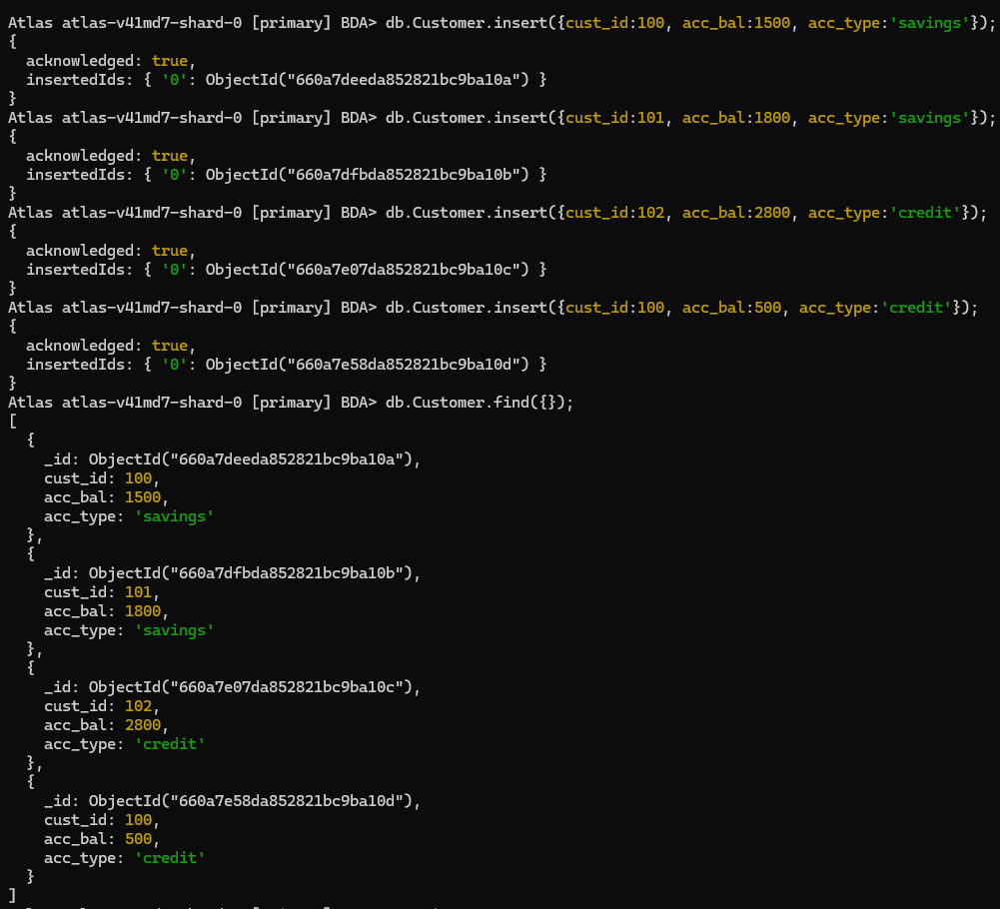 Atlas atlas-v41md7-shard-0 [primary] BDA> db.Customer.insert({cust_id:100, acc_bal:1500, acc_type:'savings'});
{
  acknowledged: true,
  insertedIds: { '0': ObjectId("660a7deeda852821bc9ba10a") }
}
Atlas atlas-v41md7-shard-0 [primary] BDA> db.Customer.insert({cust_id:101, acc_bal:1800, acc_type:'savings'});
{
  acknowledged: true,
  insertedIds: { '0': ObjectId("660a7dfbda852821bc9ba10b") }
}
Atlas atlas-v41md7-shard-0 [primary] BDA> db.Customer.insert({cust_id:102, acc_bal:2800, acc_type:'credit'});
{
  acknowledged: true,
  insertedIds: { '0': ObjectId("660a7e07da852821bc9ba10c") }
}
Atlas atlas-v41md7-shard-0 [primary] BDA> db.Customer.insert({cust_id:100, acc_bal:500, acc_type:'credit'});
{
  acknowledged: true,
  insertedIds: { '0': ObjectId("660a7e58da852821bc9ba10d") }
}
Atlas atlas-v41md7-shard-0 [primary] BDA> db.Customer.find({});
[
  {
    _id: ObjectId("660a7deeda852821bc9ba10a"),
    cust_id: 100,
    acc_bal: 1500,
    acc_type: 'savings'
  },
  {
    _id: ObjectId("660a7dfbda852821bc9ba10b"),
    cust_id: 101,
    acc_bal: 1800,
    acc_type: 'savings'
  },
  {
    _id: ObjectId("660a7e07da852821bc9ba10c"),
    cust_id: 102,
    acc_bal: 2800,
    acc_type: 'credit'
  },
  {
    _id: ObjectId("660a7e58da852821bc9ba10d"),
    cust_id: 100,
    acc_bal: 500,
    acc_type: 'credit'
  }
]